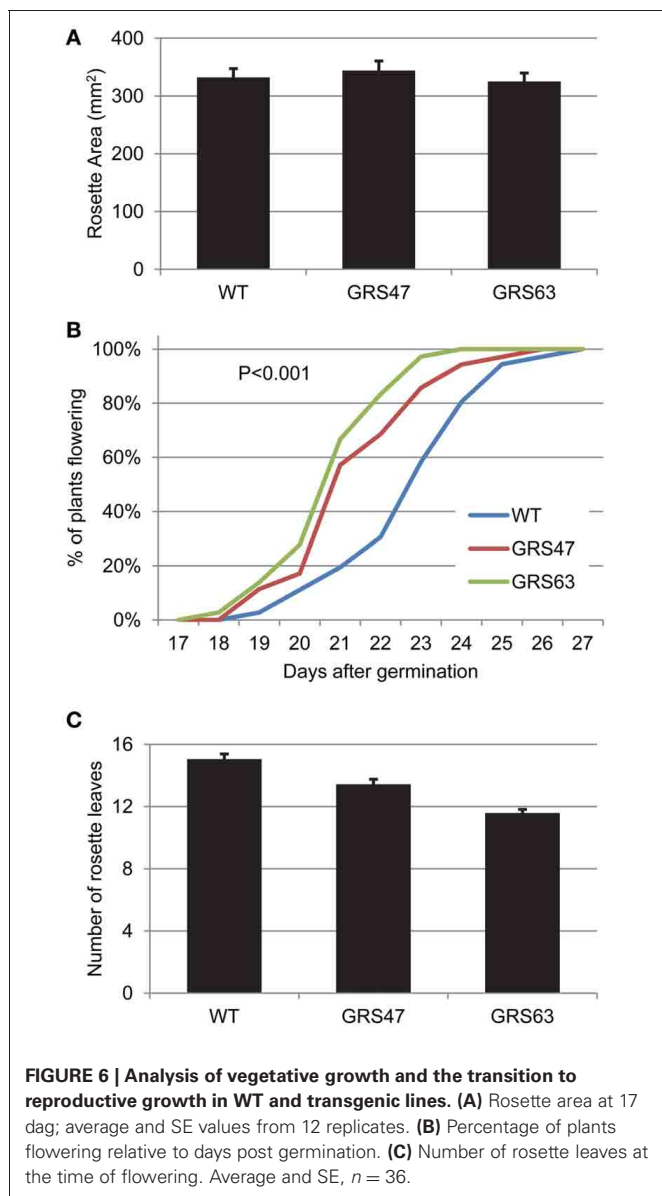 A
400
300
200
100
0
Rosette Area (mm²)
WT GRS47 GRS63
B
100%
80%
60%
40%
20%
0%
% of plants flowering
P<0.001
WT
GRS47
GRS63
17 18 19 20 21 22 23 24 25 26 27
Days after germination
C
16
12
8
4
0
Number of rosette leaves
WT GRS47 GRS63
FIGURE 6 | Analysis of vegetative growth and the transition to
reproductive growth in WT and transgenic lines. (A) Rosette area at 17
dag; average and SE values from 12 replicates. (B) Percentage of plants
flowering relative to days post germination. (C) Number of rosette leaves at
the time of flowering. Average and SE, n = 36.